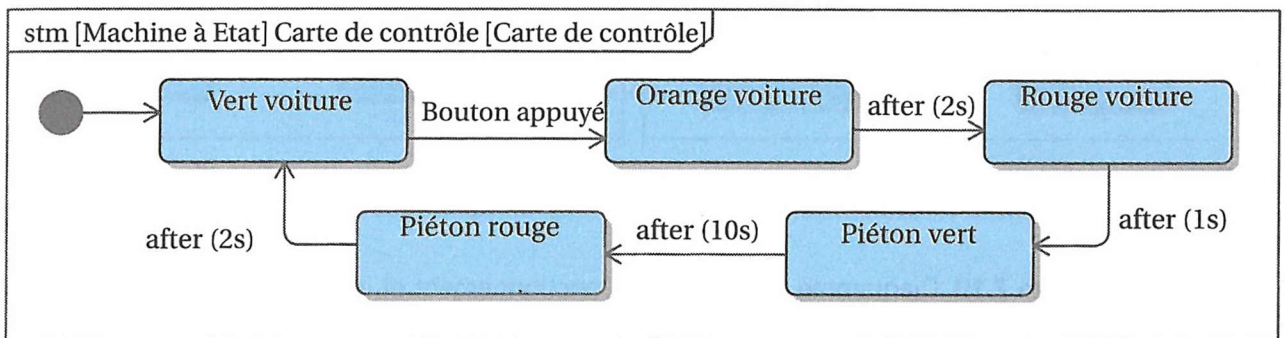 stm [Machine à Etat] Carte de contrôle [Carte de contrôle]
Vert voiture
Bouton appuyé
Orange voiture
after (2s)
Rouge voiture
after (1s)
Piéton vert
after (10s)
Piéton rouge
after (2s)